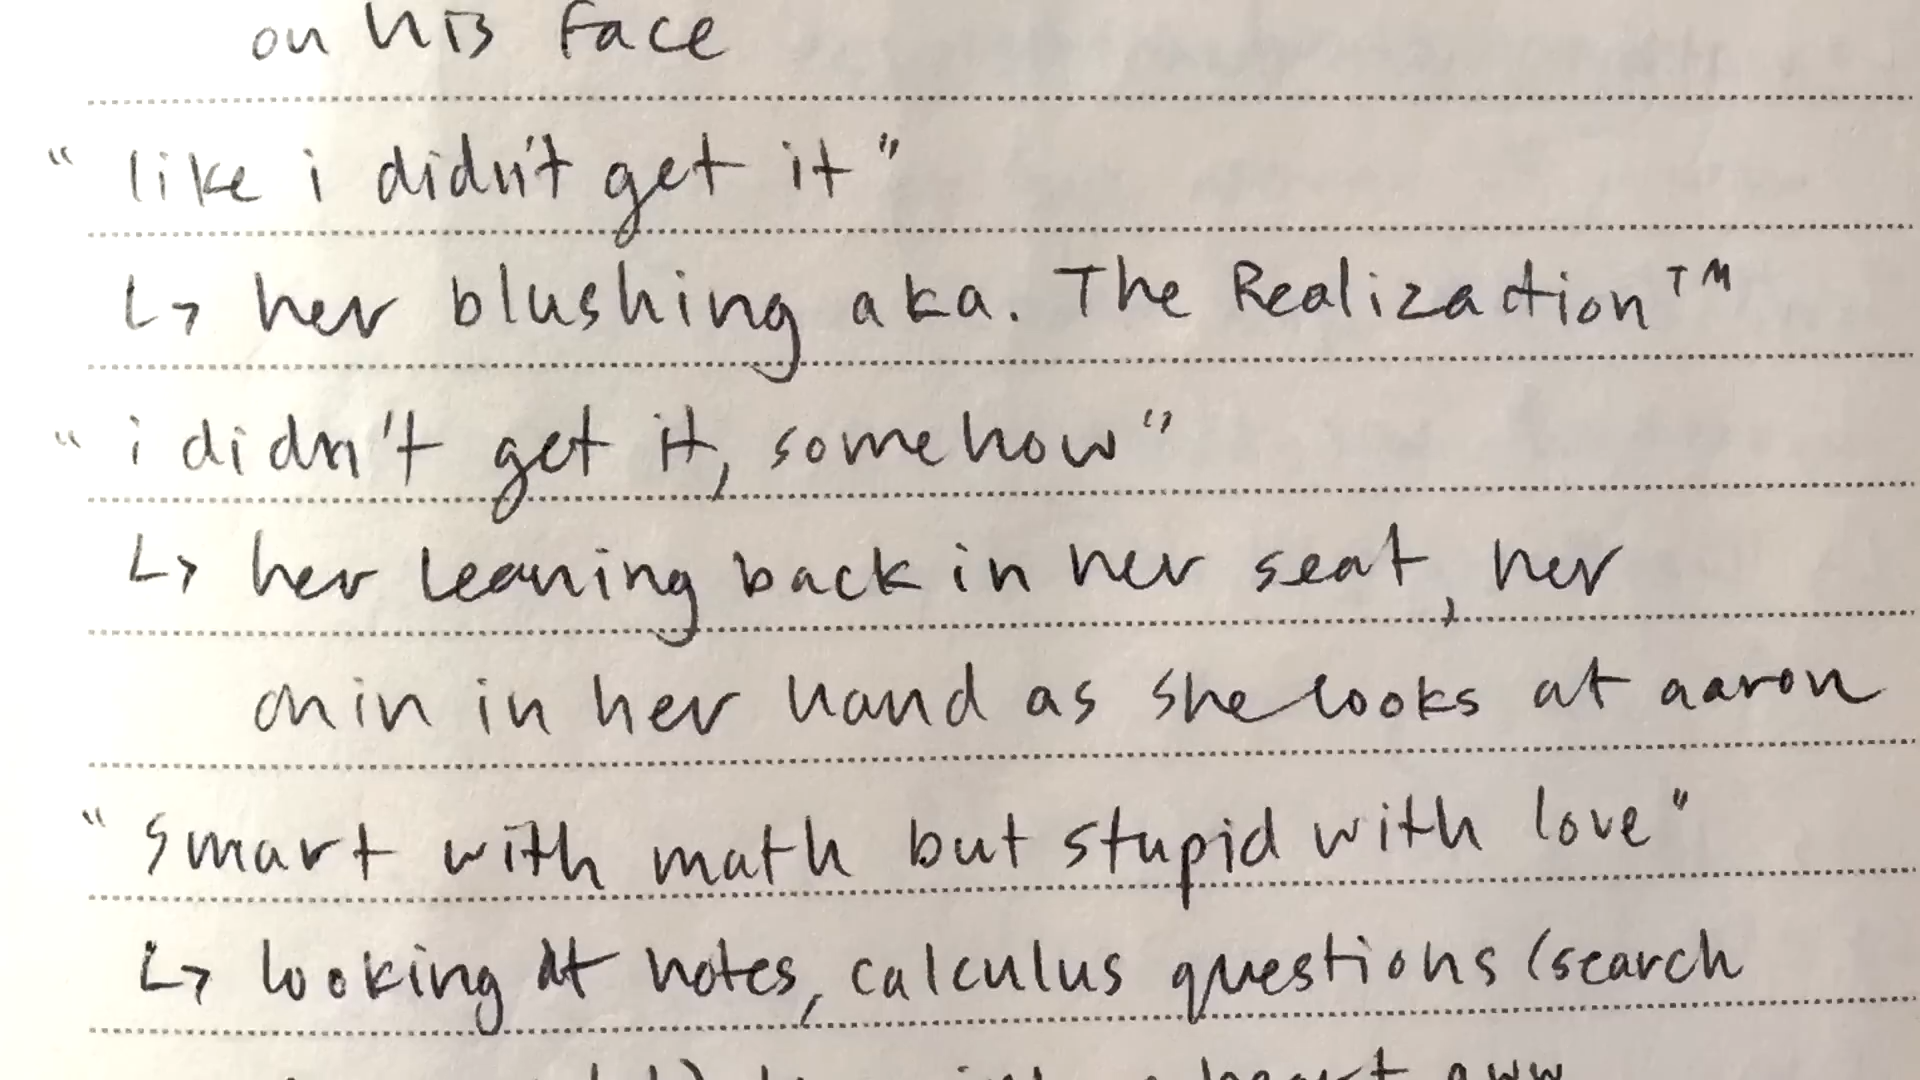 on his face
" like i didn't get it "
↳ her blushing aka. The Realization™
" i didn't get it, somehow "
↳ her leaning back in her seat, her
chin in her hand as she looks at aaron
" smart with math but stupid with love "
↳ looking at notes, calculus questions (search
heart aww